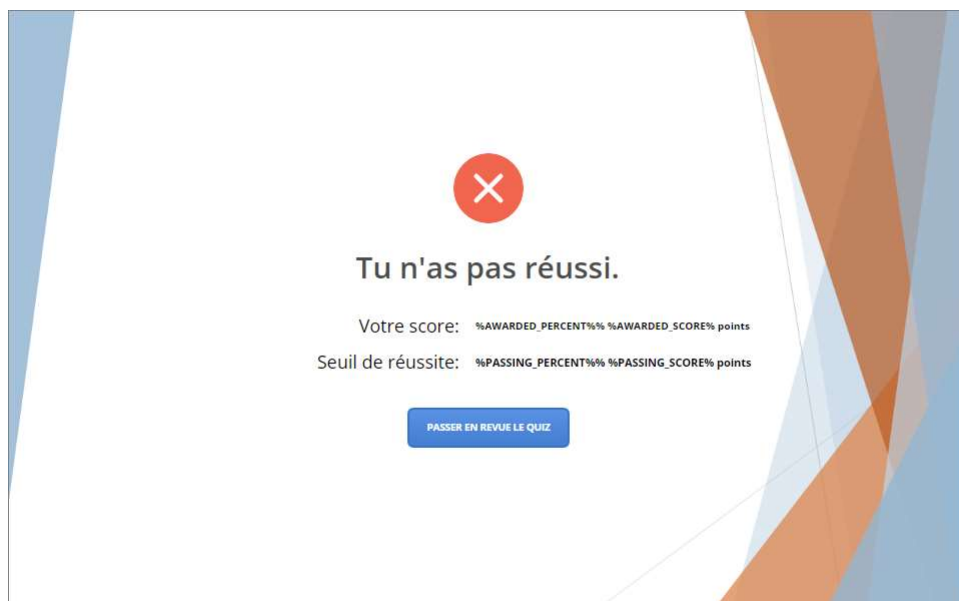 Tu n'as pas réussi.
Votre score: %AWARDED_PERCENT%% %AWARDED_SCORE% points
Seuil de réussite: %PASSING_PERCENT%% %PASSING_SCORE% points
PASSER EN REVUE LE QUIZ